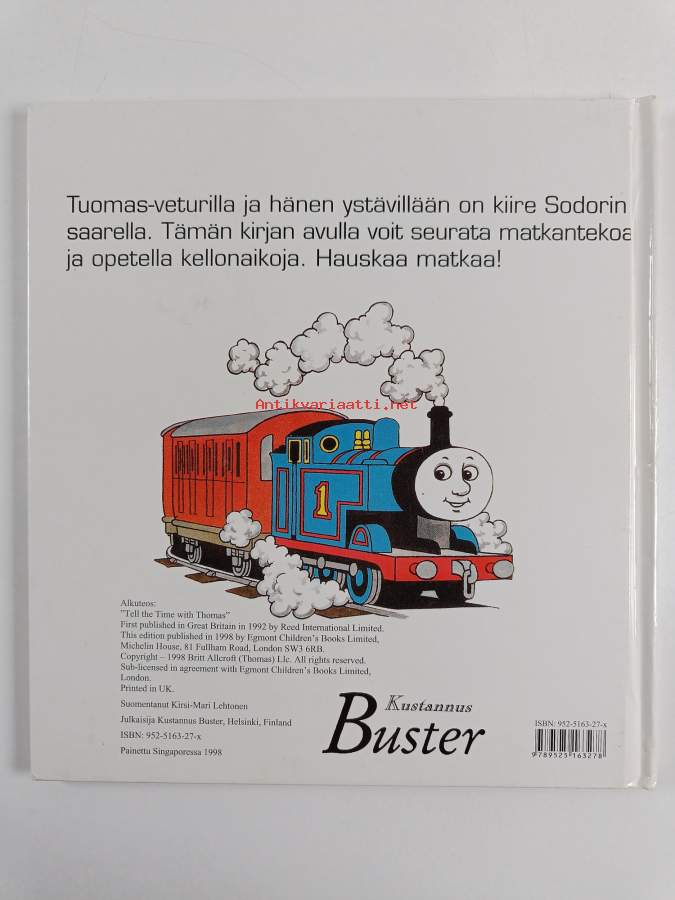 Tuomas-veturilla ja hänen ystävillään on kiire Sodorin
saarella. Tämän kirjan avulla voit seurata matkantekoa
ja opetella kellonaikoja. Hauskaa matkaa!
Antikvariaatti.net
1
Alkuteos:
"Tell the Time with Thomas"
First published in Great Britain in 1992 by Reed International Limited.
This edition published in 1998 by Egmont Children's Books Limited,
Michelin House, 81 Fullham Road, London SW3 6RB.
Copyright – 1998 Britt Allcroft (Thomas) Llc. All rights reserved.
Sub-licensed in agreement with Egmont Children's Books Limited,
London.
Printed in UK.
Suomentanut Kirsi-Mari Lehtonen
Julkaisija Kustannus Buster, Helsinki, Finland
ISBN: 952-5163-27-x
Painettu Singaporessa 1998
Kustannus
Buster
ISBN: 952-5163-27-x
9789525163278